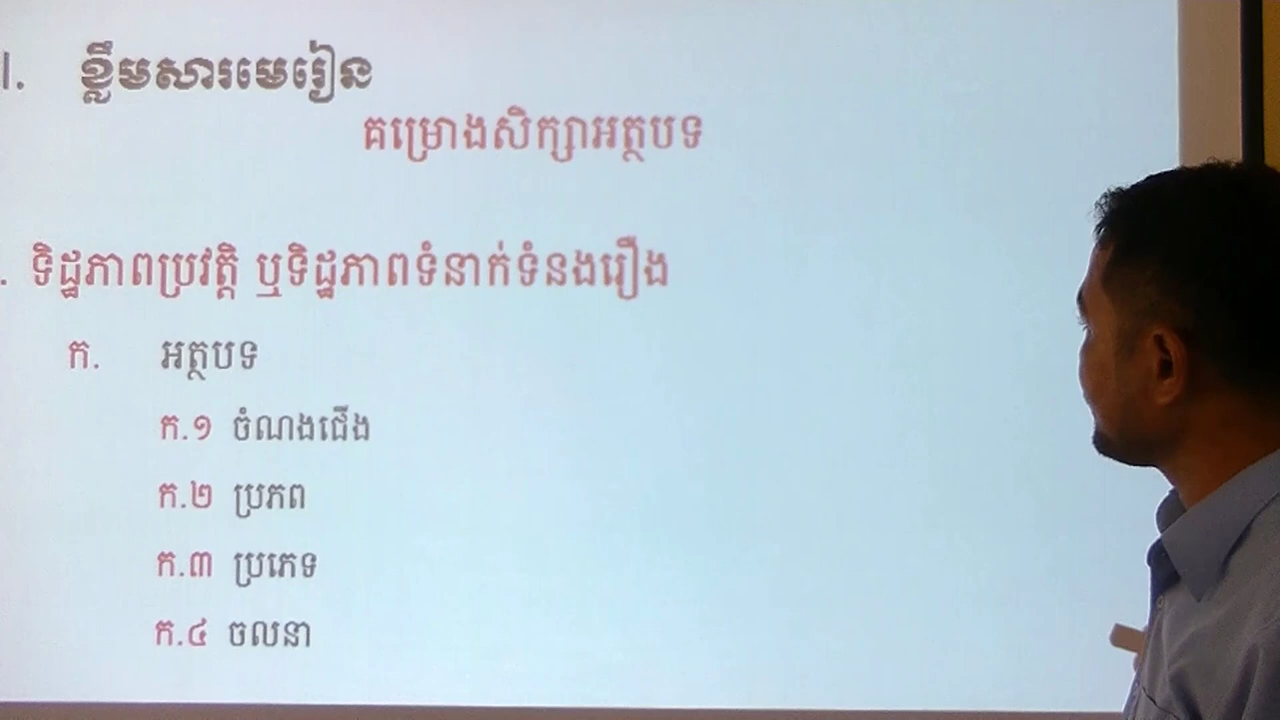 I. ខ្លឹមសារមេរៀន
គម្រោងសិក្សាអត្ថបទ
. ទិដ្ឋភាពប្រវត្តិ ឬទិដ្ឋភាពទំនាក់ទំនងរឿង
ក. អត្ថបទ
ក.១ ចំណងជើង
ក.២ ប្រភព
ក.៣ ប្រភេទ
ក.៤ ចលនា